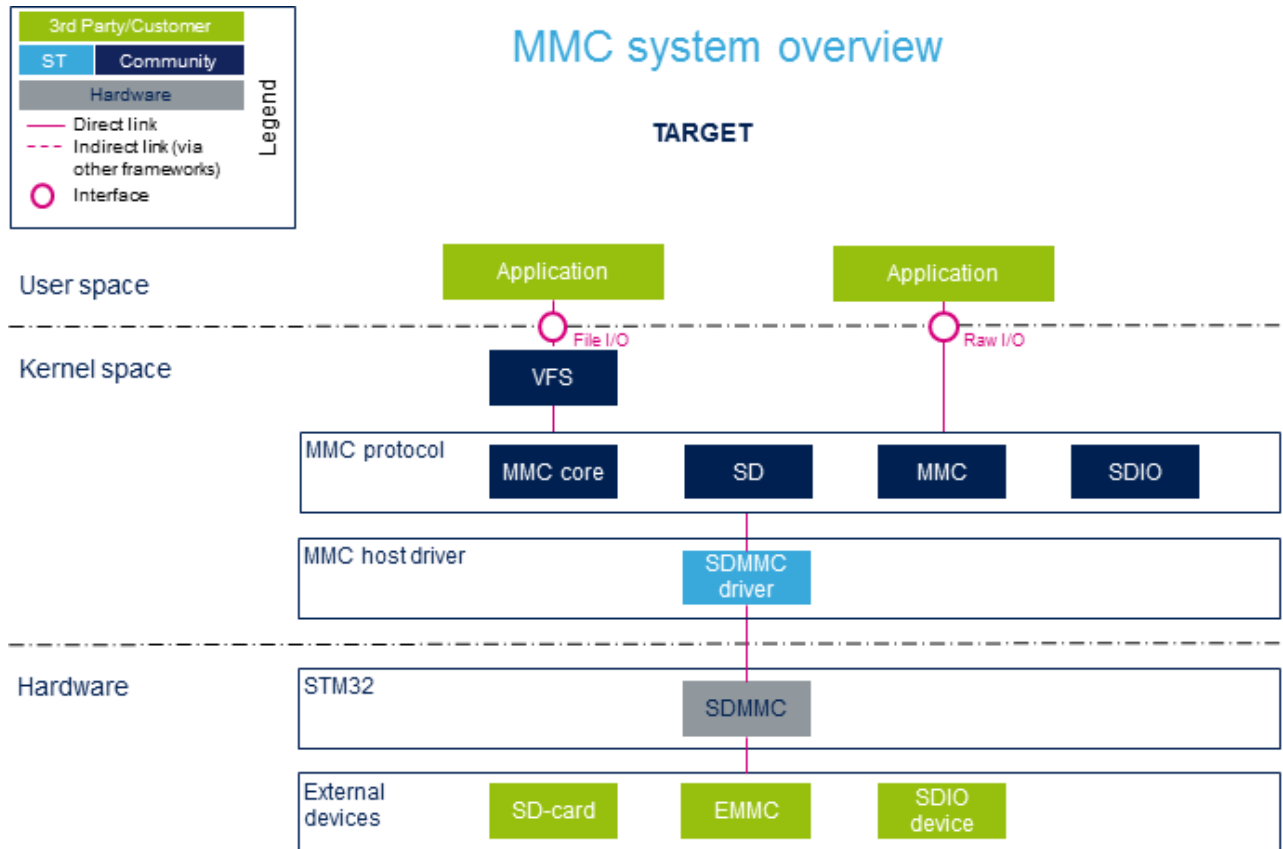 3rd Party/Customer
ST
Community
Hardware
Direct link
Indirect link (via
other frameworks)
Interface
Legend
MMC system overview
TARGET
User space
Application
Application
File I/O
Raw I/O
Kernel space
VFS
MMC protocol
MMC core
SD
MMC
SDIO
MMC host driver
SDMMC
driver
Hardware
STM32
SDMMC
External
devices
SD-card
EMMC
SDIO
device